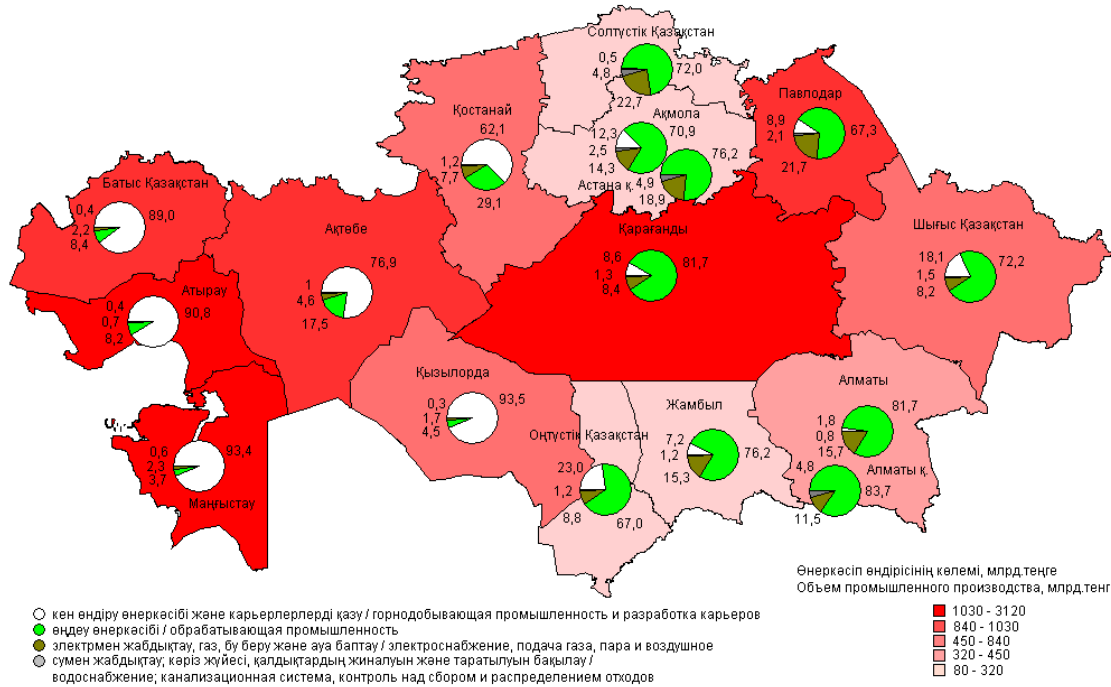 Солтүстік Қазақстан
0,5
4,8
72,0
22,7
Қостанай
62,1
1,2
7,7
29,1
Ақмола
12,3
70,9
2,5
14,3
Астана қ.
76,2
4,9
18,9
Павлодар
8,9
2,1
67,3
21,7
Батыс Қазақстан
0,4
89,0
2,2
8,4
Ақтөбе
76,9
1
4,6
17,5
Қарағанды
8,6
81,7
1,3
8,4
Шығыс Қазақстан
18,1
72,2
1,5
8,2
Атырау
0,4
90,8
0,7
8,2
Қызылорда
93,5
0,3
1,7
4,5
Маңғыстау
0,6
93,4
2,3
3,7
Оңтүстік Қазақстан
23,0
1,2
8,8
67,0
Жамбыл
7,2
76,2
1,2
15,3
Алматы
81,7
1,8
0,8
15,7
Алматы қ.
4,8
83,7
11,5
Өнеркәсіп өндірісінің көлемі, млрд.теңге
Объем промышленного производства, млрд.тенг
1030 - 3120
840 - 1030
450 - 840
320 - 450
80 - 320
кен өндіру өнеркәсібі және карьерлерлерді қазу / горнодобывающая промышленность и разработка карьеров
өңдеу өнеркәсібі / обрабатывающая промышленность
электрмен жабдықтау, газ, бу беру және ауа баптау / электроснабжение, подача газа, пара и воздушное
сумен жабдықтау; кәріз жүйесі, қалдықтардың жиналуын және таратылуын бақылау /
водоснабжение; канализационная система, контроль над сбором и распределением отходов